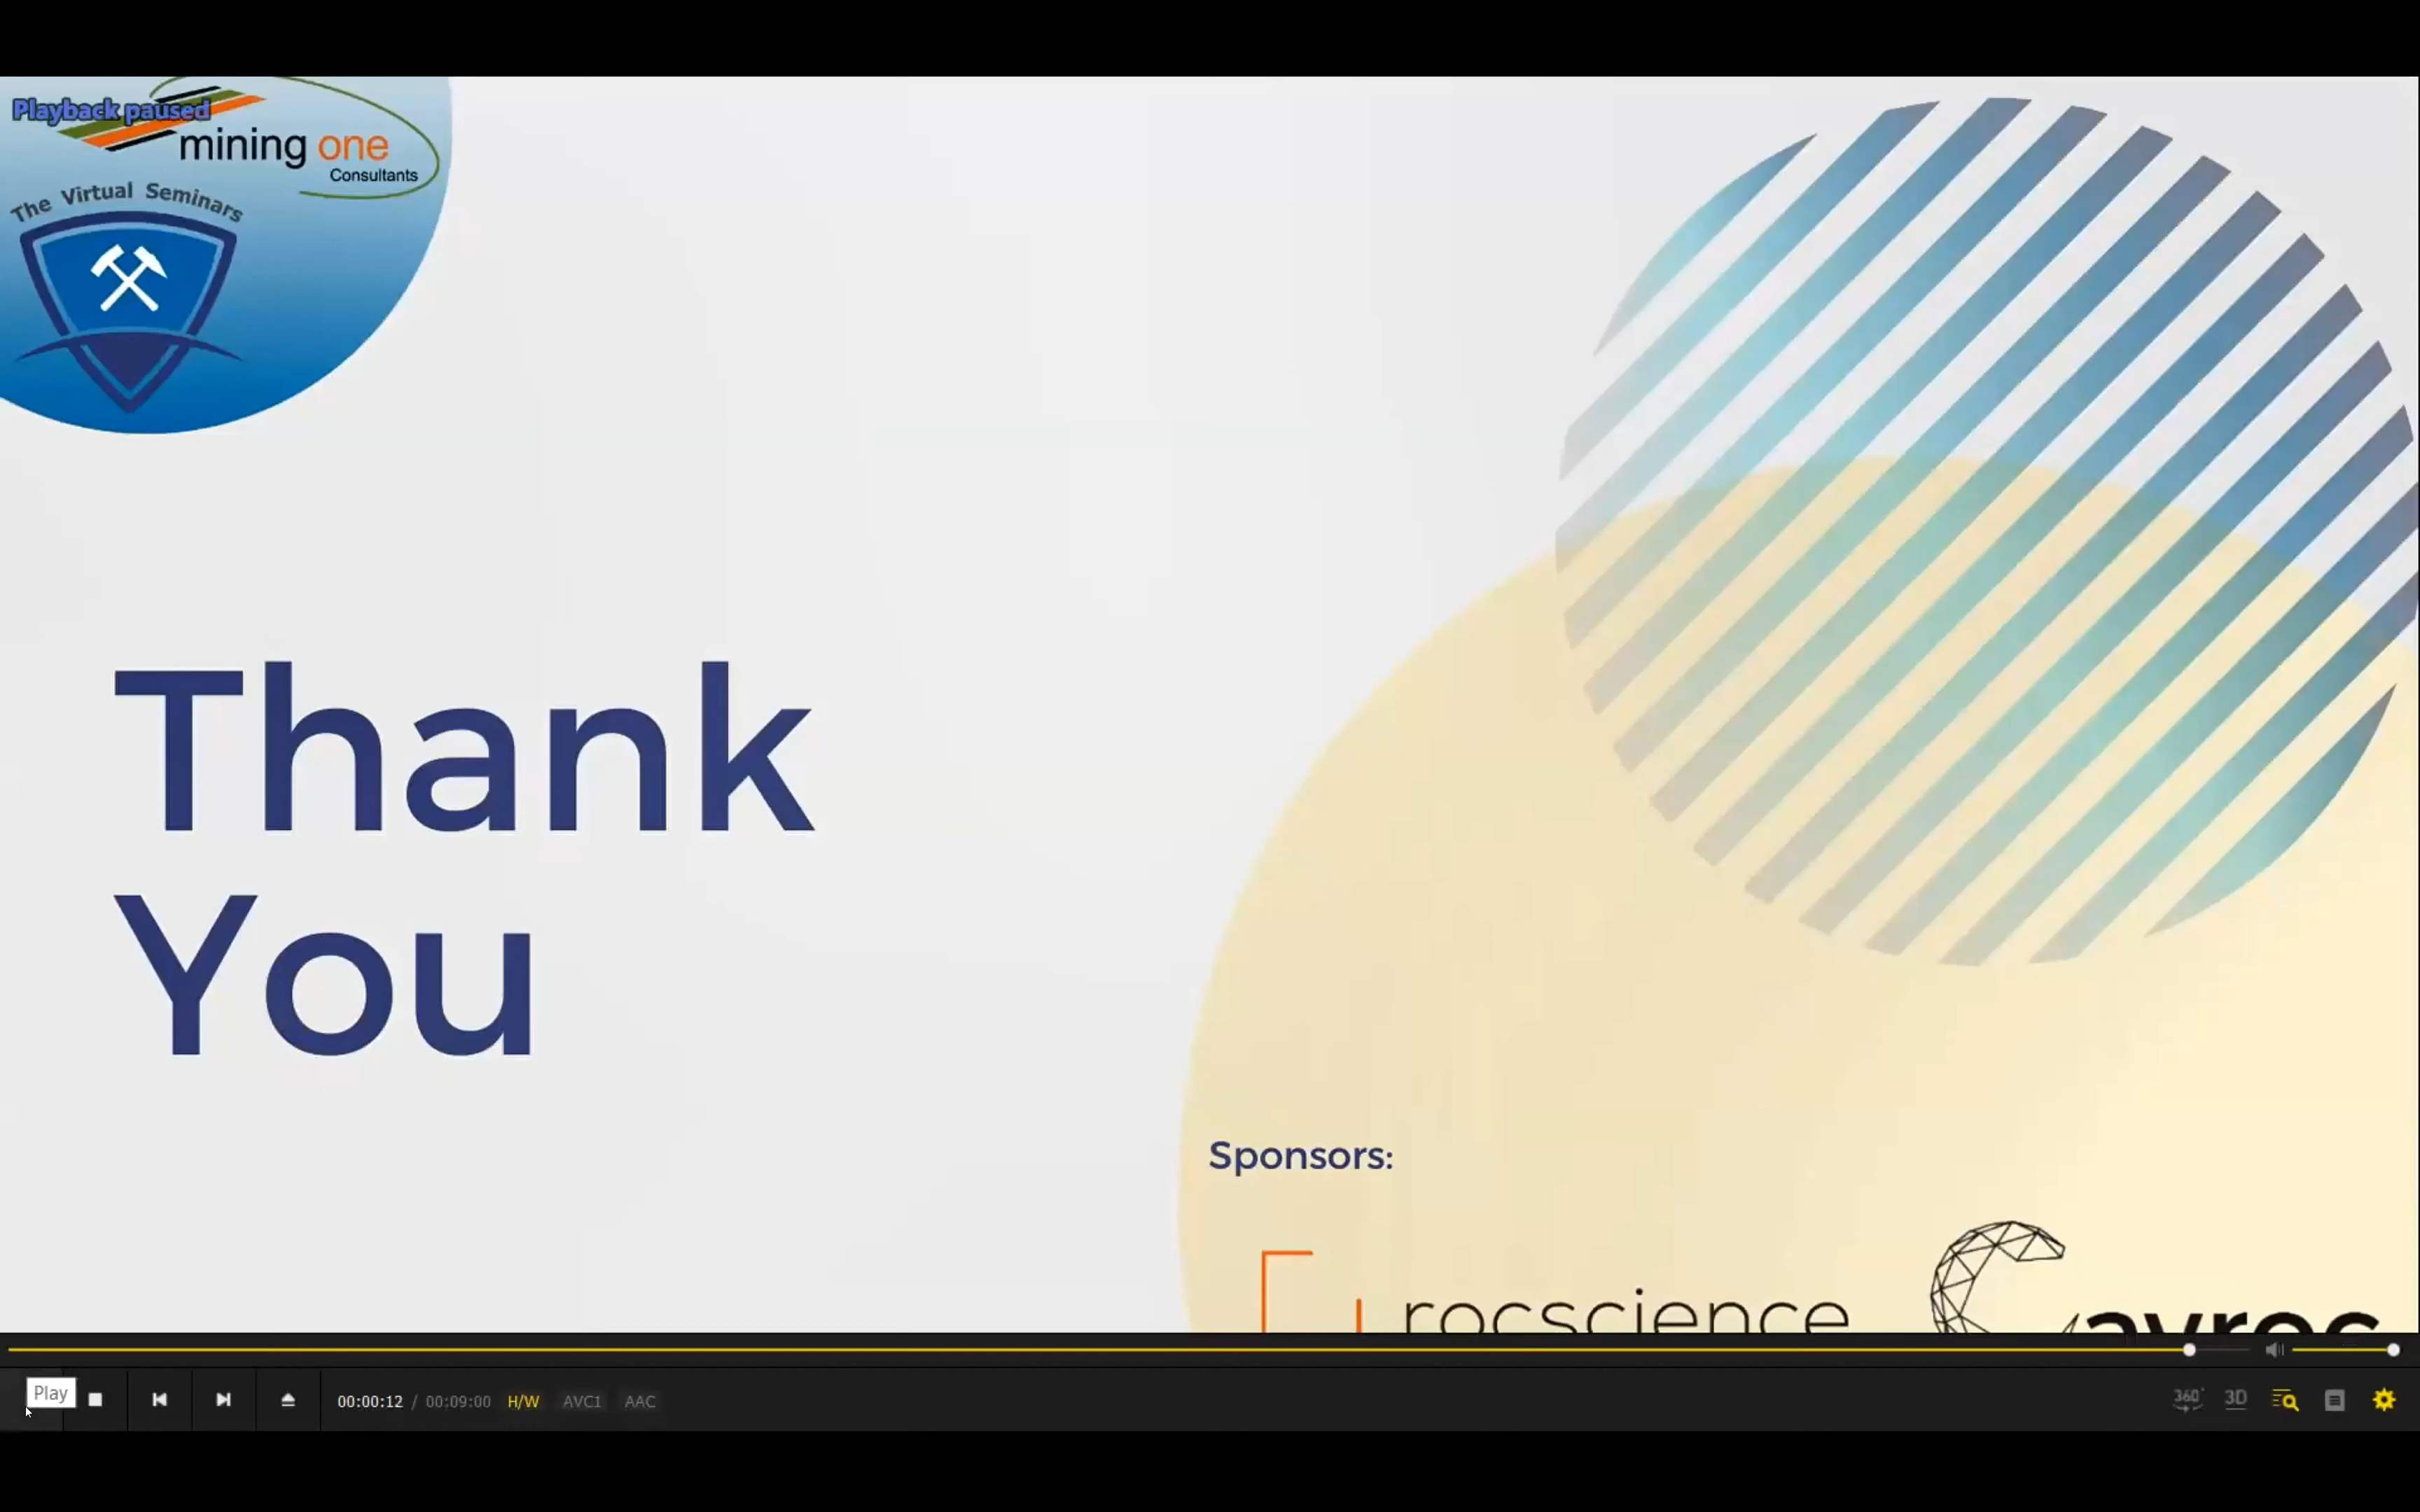 Playback paused
mining one
Consultants
The Virtual Seminars
Thank
You
Sponsors:
rocscience
Cavroc
Play
00:00:12 / 00:09:00 H/W AVC1 AAC
360° 3D